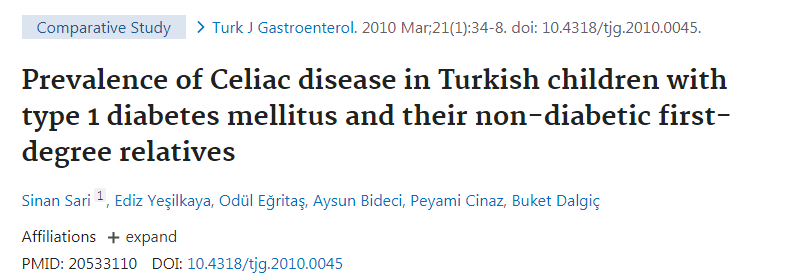 Comparative Study > Turk J Gastroenterol. 2010 Mar;21(1):34-8. doi: 10.4318/tjg.2010.0045.
Prevalence of Celiac disease in Turkish children with
type 1 diabetes mellitus and their non-diabetic first-
degree relatives
Sinan Sari 1, Ediz Yeşilkaya, Odül Eğritaş, Aysun Bideci, Peyami Cinaz, Buket Dalgiç
Affiliations + expand
PMID: 20533110 DOI: 10.4318/tjg.2010.0045